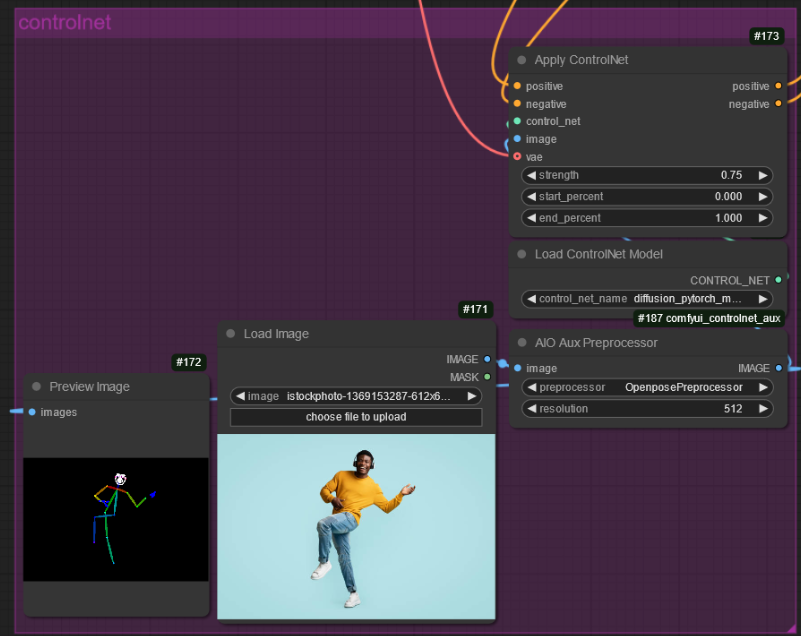 controlnet
#173
Apply ControlNet
positive positive
negative negative
control_net
image
vae
strength 0.75
start_percent 0.000
end_percent 1.000
Load ControlNet Model
CONTROL_NET
control_net_name diffusion_pytorch_m...
#187 comfyui_controlnet_aux
AIO Aux Preprocessor
image IMAGE
preprocessor OpenposePreprocessor
resolution 512
#171
Load Image
IMAGE
MASK
image istockphoto-1369153287-612x6...
choose file to upload
#172
Preview Image
images